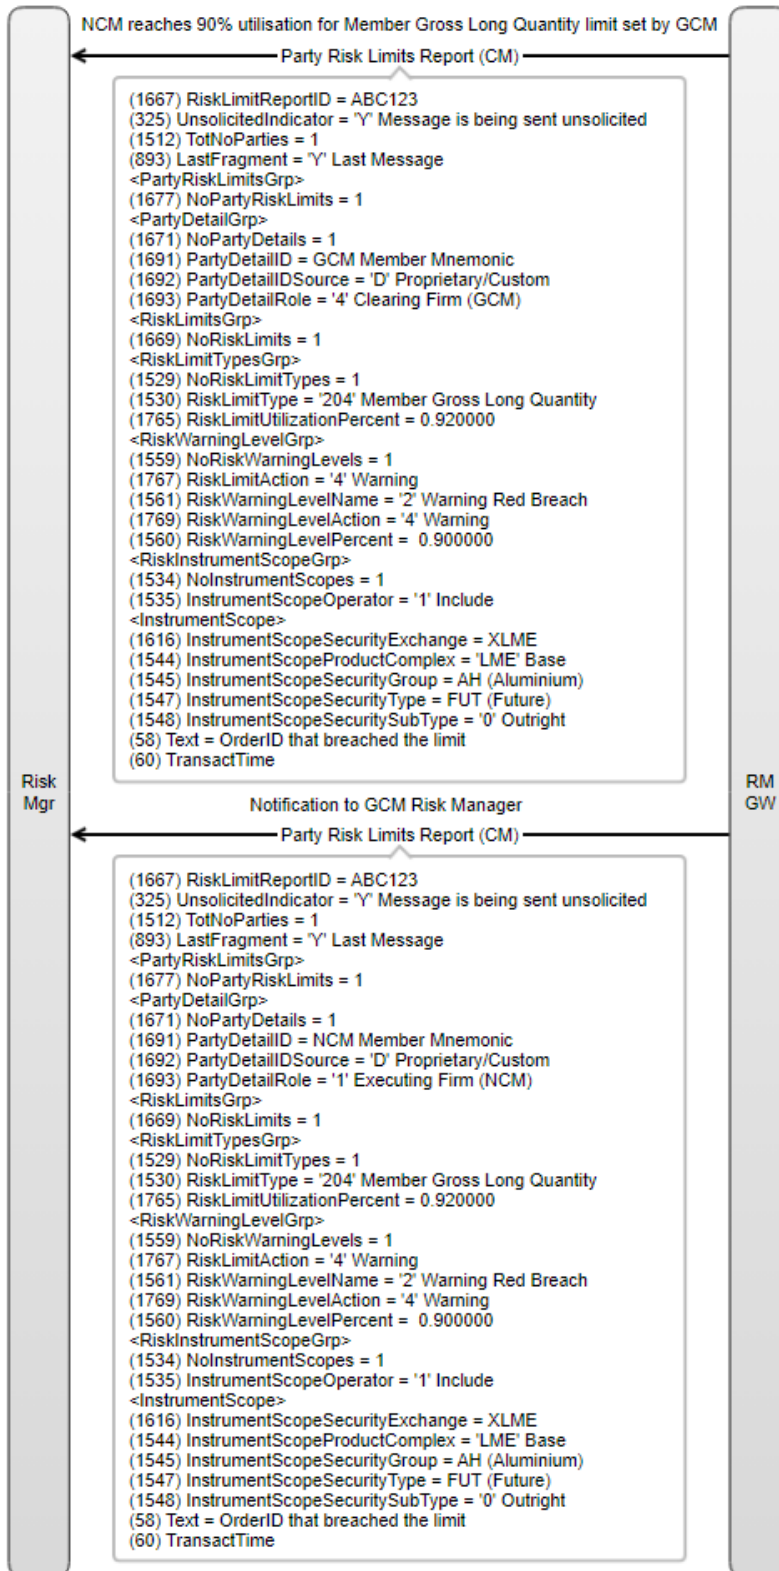 NCM reaches 90% utilisation for Member Gross Long Quantity limit set by GCM
Party Risk Limits Report (CM)
(1667) RiskLimitReportID = ABC123
(325) UnsolicitedIndicator = 'Y' Message is being sent unsolicited
(1512) TotNoParties = 1
(893) LastFragment = 'Y' Last Message
<PartyRiskLimitsGrp>
(1677) NoPartyRiskLimits = 1
<PartyDetailGrp>
(1671) NoPartyDetails = 1
(1691) PartyDetailID = GCM Member Mnemonic
(1692) PartyDetailIDSource = 'D' Proprietary/Custom
(1693) PartyDetailRole = '4' Clearing Firm (GCM)
<RiskLimitsGrp>
(1669) NoRiskLimits = 1
<RiskLimitTypesGrp>
(1529) NoRiskLimitTypes = 1
(1530) RiskLimitType = '204' Member Gross Long Quantity
(1765) RiskLimitUtilizationPercent = 0.920000
<RiskWarningLevelGrp>
(1559) NoRiskWarningLevels = 1
(1767) RiskLimitAction = '4' Warning
(1561) RiskWarningLevelName = '2' Warning Red Breach
(1769) RiskWarningLevelAction = '4' Warning
(1560) RiskWarningLevelPercent =  0.900000
<RiskInstrumentScopeGrp>
(1534) NoInstrumentScopes = 1
(1535) InstrumentScopeOperator = '1' Include
<InstrumentScope>
(1616) InstrumentScopeSecurityExchange = XLME
(1544) InstrumentScopeProductComplex = 'LME' Base
(1545) InstrumentScopeSecurityGroup = AH (Aluminium)
(1547) InstrumentScopeSecurityType = FUT (Future)
(1548) InstrumentScopeSecuritySubType = '0' Outright
(58) Text = OrderID that breached the limit
(60) TransactTime
Risk
Mgr
RM
GW
Notification to GCM Risk Manager
Party Risk Limits Report (CM)
(1667) RiskLimitReportID = ABC123
(325) UnsolicitedIndicator = 'Y' Message is being sent unsolicited
(1512) TotNoParties = 1
(893) LastFragment = 'Y' Last Message
<PartyRiskLimitsGrp>
(1677) NoPartyRiskLimits = 1
<PartyDetailGrp>
(1671) NoPartyDetails = 1
(1691) PartyDetailID = NCM Member Mnemonic
(1692) PartyDetailIDSource = 'D' Proprietary/Custom
(1693) PartyDetailRole = '1' Executing Firm (NCM)
<RiskLimitsGrp>
(1669) NoRiskLimits = 1
<RiskLimitTypesGrp>
(1529) NoRiskLimitTypes = 1
(1530) RiskLimitType = '204' Member Gross Long Quantity
(1765) RiskLimitUtilizationPercent = 0.920000
<RiskWarningLevelGrp>
(1559) NoRiskWarningLevels = 1
(1767) RiskLimitAction = '4' Warning
(1561) RiskWarningLevelName = '2' Warning Red Breach
(1769) RiskWarningLevelAction = '4' Warning
(1560) RiskWarningLevelPercent =  0.900000
<RiskInstrumentScopeGrp>
(1534) NoInstrumentScopes = 1
(1535) InstrumentScopeOperator = '1' Include
<InstrumentScope>
(1616) InstrumentScopeSecurityExchange = XLME
(1544) InstrumentScopeProductComplex = 'LME' Base
(1545) InstrumentScopeSecurityGroup = AH (Aluminium)
(1547) InstrumentScopeSecurityType = FUT (Future)
(1548) InstrumentScopeSecuritySubType = '0' Outright
(58) Text = OrderID that breached the limit
(60) TransactTime